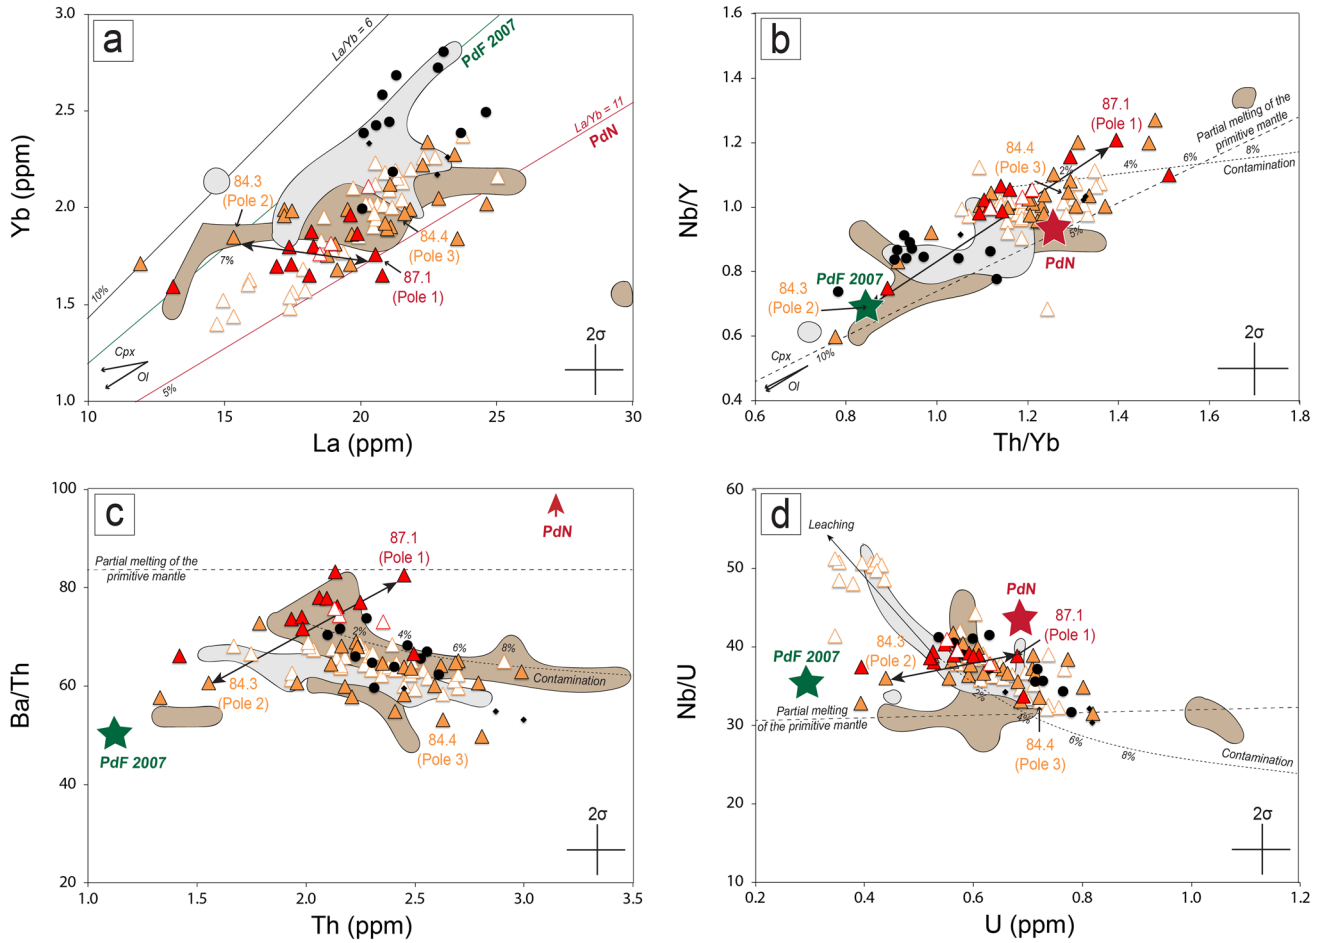 a
3.0
2.5
2.0
1.5
1.0
10
15
20
25
30
Yb (ppm)
La (ppm)
La/Yb = 6
PdF 2007
La/Yb = 11
PdN
84.3
(Pole 2)
7%
84.4
(Pole 3)
87.1
(Pole 1)
10%
Cpx
Ol
5%
2σ
b
1.6
1.4
1.2
1.0
0.8
0.6
0.4
0.6
0.8
1.0
1.2
1.4
1.6
1.8
Nb/Y
Th/Yb
87.1
(Pole 1)
Partial melting of the
primitive mantle
84.4
(Pole 3)
2%
4%
6%
8%
Contamination
5%
PdN
PdF 2007
84.3
(Pole 2)
10%
Cpx
Ol
2σ
c
100
80
60
40
20
1.0
1.5
2.0
2.5
3.0
3.5
Ba/Th
Th (ppm)
PdN
87.1
(Pole 1)
Partial melting of the
primitive mantle
2%
4%
6%
8%
Contamination
84.3
(Pole 2)
84.4
(Pole 3)
PdF 2007
2σ
d
60
50
40
30
20
10
0.2
0.4
0.6
0.8
1.0
1.2
Nb/U
U (ppm)
Leaching
PdN
87.1
(Pole 1)
84.3
(Pole 2)
PdF 2007
Partial melting
of the primitive mantle
2%
4%
6%
8%
Contamination
84.4
(Pole 3)
2σ